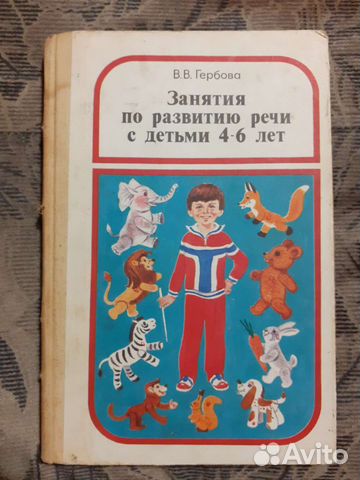 В.В. Гербова
Занятия
по развитию речи
с детьми 4-6 лет
Avito